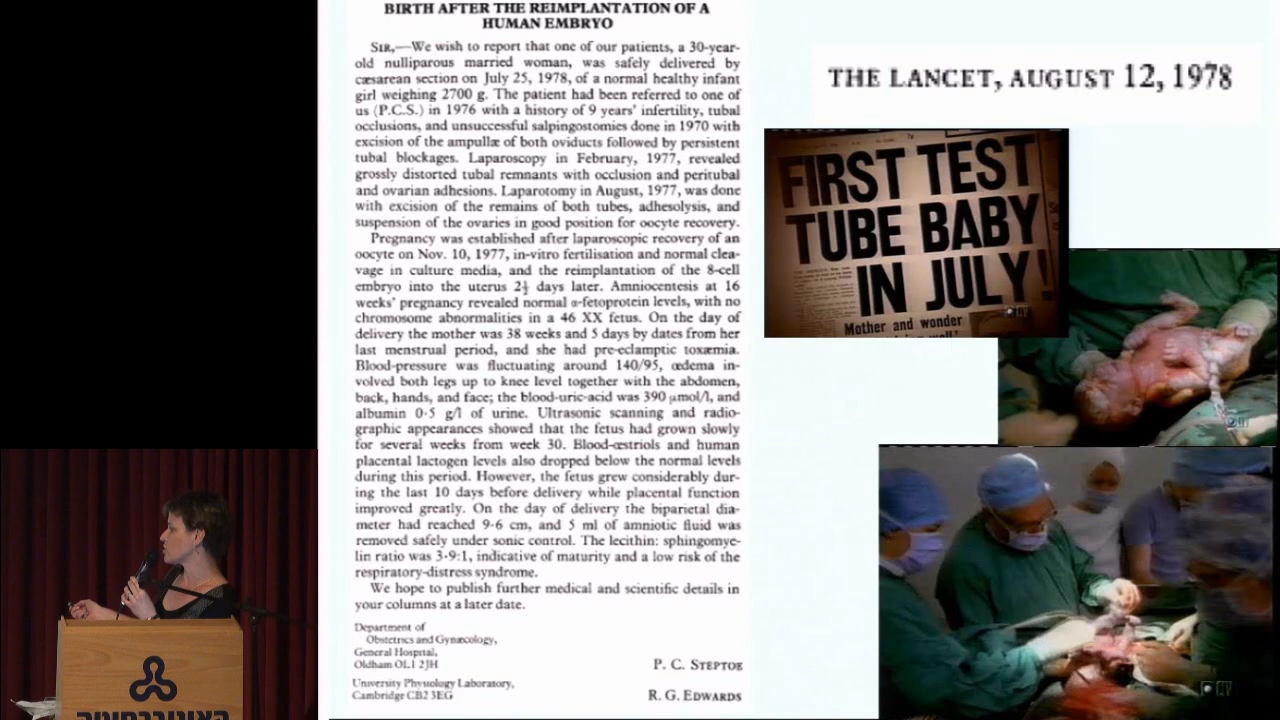 BIRTH AFTER THE REIMPLANTATION OF A
HUMAN EMBRYO
SIR,—We wish to report that one of our patients, a 30-year-
old nulliparous married woman, was safely delivered by
cæsarean section on July 25, 1978, of a normal healthy infant
girl weighing 2700 g. The patient had been referred to one of
us (P.C.S.) in 1976 with a history of 9 years' infertility, tubal
occlusions, and unsuccessful salpingostomies done in 1970 with
excision of the ampullæ of both oviducts followed by persistent
tubal blockages. Laparoscopy in February, 1977, revealed
grossly distorted tubal remnants with occlusion and peritubal
and ovarian adhesions. Laparotomy in August, 1977, was done
with excision of the remains of both tubes, adhesolysis, and
suspension of the ovaries in good position for oocyte recovery.
Pregnancy was established after laparoscopic recovery of an
oocyte on Nov. 10, 1977, in-vitro fertilisation and normal clea-
vage in culture media, and the reimplantation of the 8-cell
embryo into the uterus 2½ days later. Amniocentesis at 16
weeks' pregnancy revealed normal α-fetoprotein levels, with no
chromosome abnormalities in a 46 XX fetus. On the day of
delivery the mother was 38 weeks and 5 days by dates from her
last menstrual period, and she had pre-eclamptic toxæmia.
Blood-pressure was fluctuating around 140/95, œdema in-
volved both legs up to knee level together with the abdomen,
back, hands, and face; the blood-uric-acid was 390 μmol/l, and
albumin 0·5 g/l of urine. Ultrasonic scanning and radio-
graphic appearances showed that the fetus had grown slowly
for several weeks from week 30. Blood-œstriols and human
placental lactogen levels also dropped below the normal levels
during this period. However, the fetus grew considerably dur-
ing the last 10 days before delivery while placental function
improved greatly. On the day of delivery the biparietal dia-
meter had reached 9·6 cm, and 5 ml of amniotic fluid was
removed safely under sonic control. The lecithin: sphingomye-
lin ratio was 3·9:1, indicative of maturity and a low risk of the
respiratory-distress syndrome.
We hope to publish further medical and scientific details in
your columns at a later date.
Department of
Obstetrics and Gynæcology,
General Hospital,
Oldham OL1 2JH
P. C. STEPTOE
University Physiology Laboratory,
Cambridge CB2 3EG
R. G. EDWARDS
THE LANCET, AUGUST 12, 1978
FIRST TEST
TUBE BABY
IN JULY!
Mother and wonder
האוניברסיטה